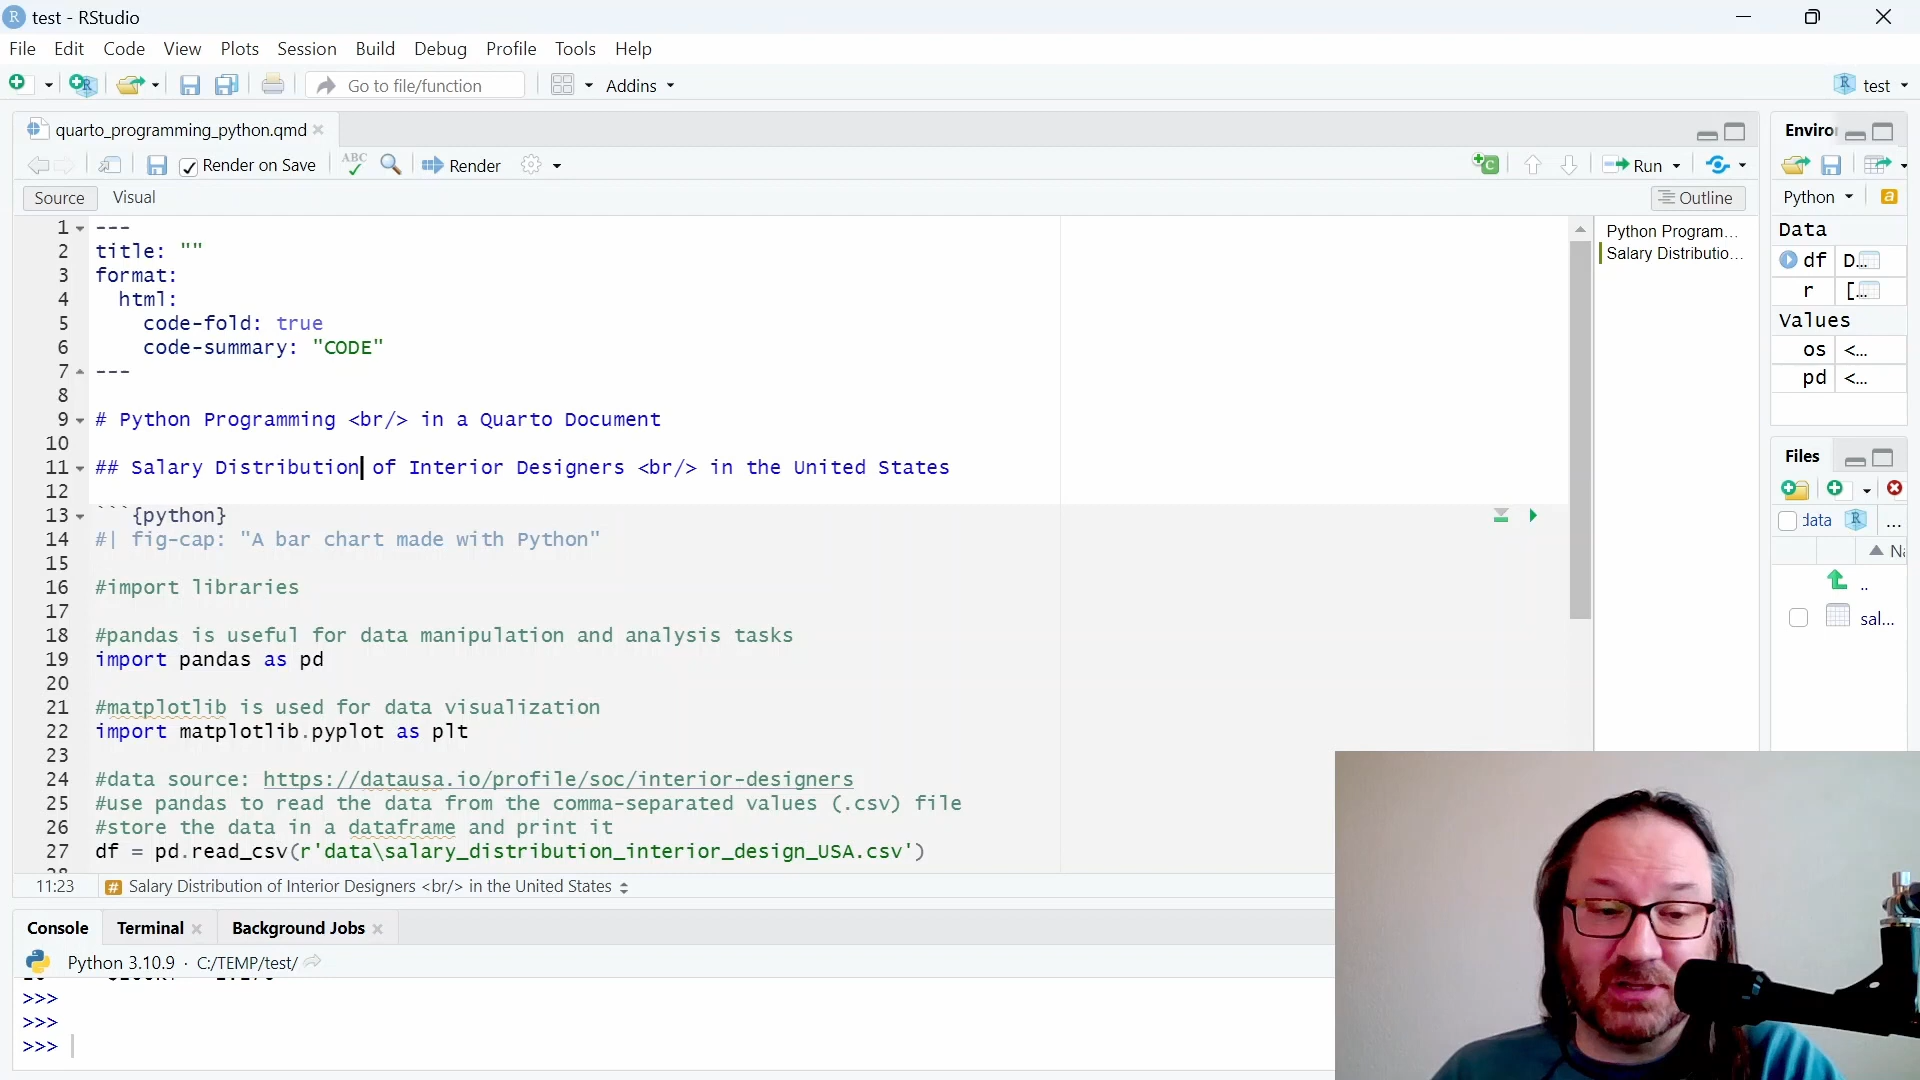 test - RStudio
File Edit Code View Plots Session Build Debug Profile Tools Help
Go to file/function Addins test
quarto_programming_python.qmd
Render on Save ABC Render Run
Source Visual Outline
1 ---
2 title: ""
3 format:
4 html:
5 code-fold: true
6 code-summary: "CODE"
7 ---
8
9 # Python Programming <br/> in a Quarto Document
10
11 ## Salary Distribution of Interior Designers <br/> in the United States
12
13 ```{python}
14 #| fig-cap: "A bar chart made with Python"
15
16 #import libraries
17
18 #pandas is useful for data manipulation and analysis tasks
19 import pandas as pd
20
21 #matplotlib is used for data visualization
22 import matplotlib.pyplot as plt
23
24 #data source: https://datausa.io/profile/soc/interior-designers
25 #use pandas to read the data from the comma-separated values (.csv) file
26 #store the data in a dataframe and print it
27 df = pd.read_csv(r'data\salary_distribution_interior_design_USA.csv')
11:23 # Salary Distribution of Interior Designers <br/> in the United States
Python Program...
Salary Distributio...
Console Terminal Background Jobs
Python 3.10.9 · C:/TEMP/test/
>>>
>>>
>>>
Enviro
Python a
Data
df D...
r [...
Values
os <...
pd <...
Files
data R ...
Na
..
sal...